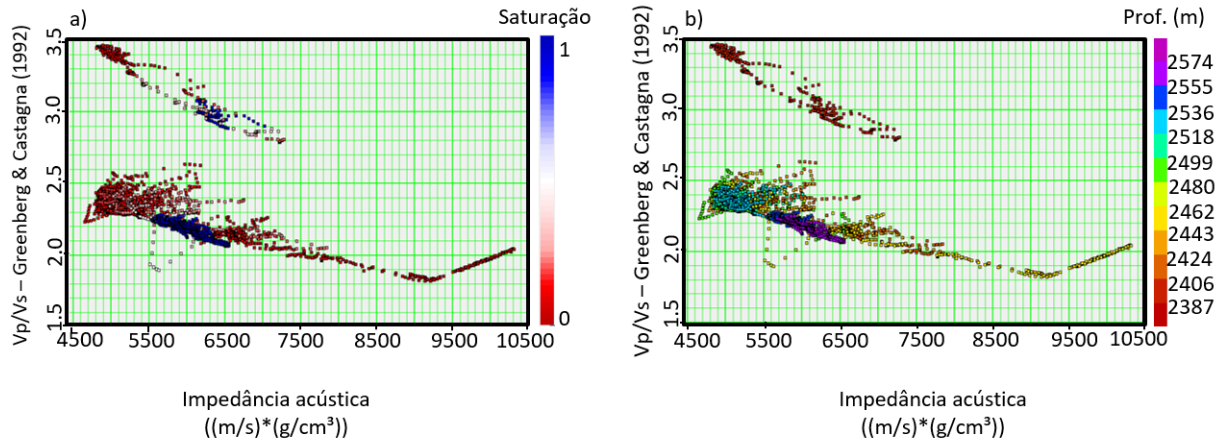 a)
Saturação
Vp/Vs – Greenberg & Castagna (1992)
3.5
3.0
2.5
2.0
1.5
4500 5500 6500 7500 8500 9500 10500
1
0
Impedância acústica
((m/s)*(g/cm³))
b)
Prof. (m)
Vp/Vs – Greenberg & Castagna (1992)
3.5
3.0
2.5
2.0
1.5
4500 5500 6500 7500 8500 9500 10500
2574
2555
2536
2518
2499
2480
2462
2443
2424
2406
2387
Impedância acústica
((m/s)*(g/cm³))